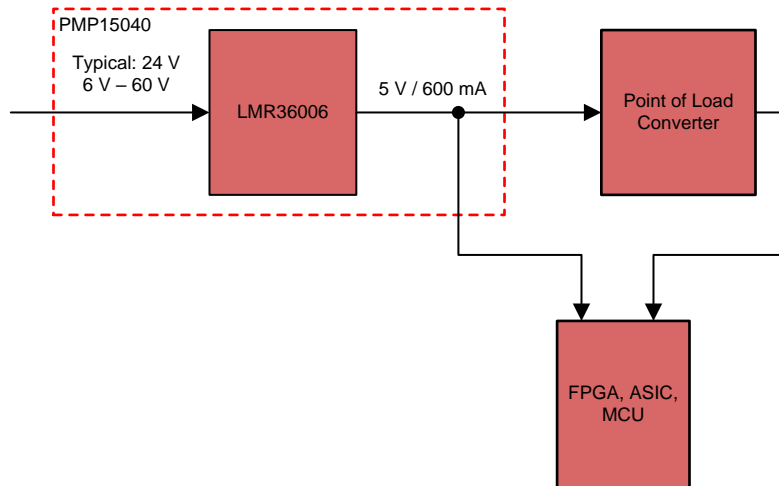 PMP15040
Typical: 24 V
6 V – 60 V
LMR36006
5 V / 600 mA
Point of Load
Converter
FPGA, ASIC,
MCU